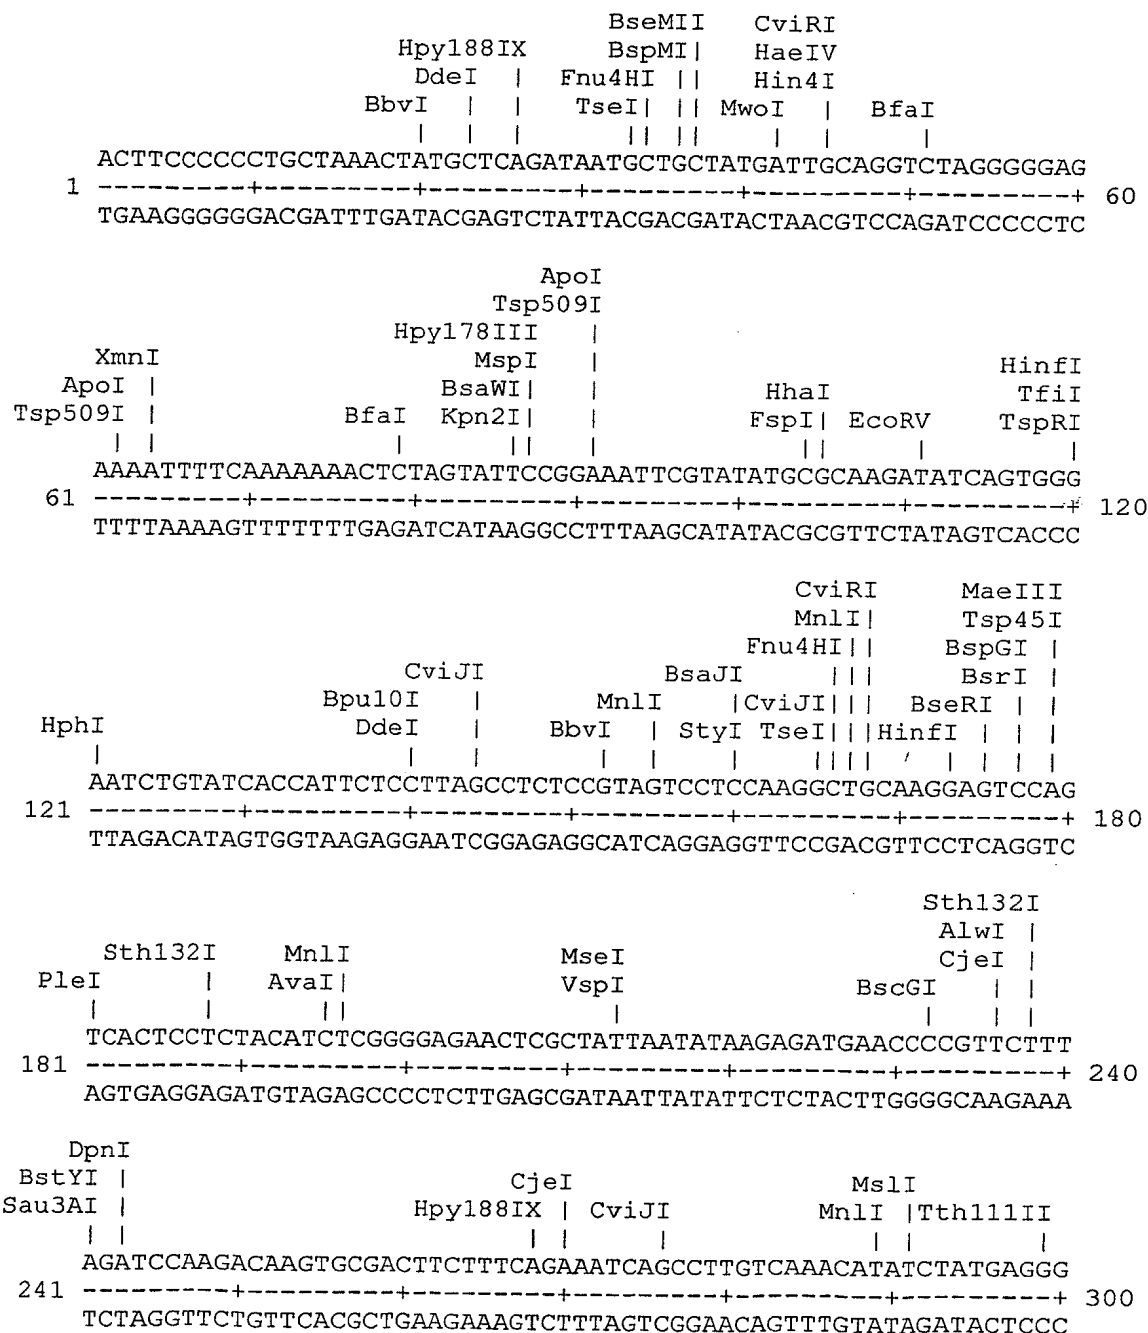 BseMII CviRI
Hpy188IX BspMI| HaeIV
DdeI | Fnu4HI || Hin4I
BbvI | | TseI| || MwoI | BfaI
| | | || || | | |
ACTTCCCCCCTGCTAAACTATGCTCAGATAATGCTGCTATGATTGCAGGTCTAGGGGGAG
1 ---------+---------+---------+---------+---------+---------+ 60
TGAAGGGGGGACGATTTGATACGAGTCTATTACGACGATACTAACGTCCAGATCCCCCTC
ApoI
Tsp509I |
Hpy178III |
XmnI MspI | HinfI
ApoI | BsaWI| | HhaI TfiI
Tsp509I | BfaI Kpn2I| | FspI| EcoRV TspRI
| | | || | || | |
AAAATTTTCAAAAAAACTCTAGTATTCCGGAAATTCGTATATGCGCAAGATATCAGTGGG
61 ---------+---------+---------+---------+---------+---------+ 120
TTTTAAAAGTTTTTTTGAGATCATAAGGCCTTTAAGCATATACGCGTTCTATAGTCACCC
CviRI MaeIII
MnlI| Tsp45I
Fnu4HI|| BspGI |
CviJI BsaJI ||| BsrI |
Bpu10I | MnlI |CviJI||| BseRI | |
HphI DdeI | BbvI | StyI TseI||||HinfI | | |
| | | | | | |||| | | | |
AATCTGTATCACCATTCTCCTTAGCCTCTCCGTAGTCCTCCAAGGCTGCAAGGAGTCCAG
121 ---------+---------+---------+---------+---------+---------+ 180
TTAGACATAGTGGTAAGAGGAATCGGAGAGGCATCAGGAGGTTCCGACGTTCCTCAGGTC
Sth132I
AlwI |
Sth132I MnlI MseI CjeI |
PleI | AvaI| VspI BscGI | |
| | || | | | |
TCACTCCTCTACATCTCGGGGAGAACTCGCTATTAATATAAGAGATGAACCCCGTTCTTT
181 ---------+---------+---------+---------+---------+---------+ 240
AGTGAGGAGATGTAGAGCCCCTCTTGAGCGATAATTATATTCTCTACTTGGGGCAAGAAA
DpnI
BstYI | CjeI MslI
Sau3AI | Hpy188IX | CviJI MnlI |Tth111II
| | | | | | | |
AGATCCAAGACAAGTGCGACTTCTTTCAGAAATCAGCCTTGTCAAACATATCTATGAGGG
241 ---------+---------+---------+---------+---------+---------+ 300
TCTAGGTTCTGTTCACGCTGAAGAAAGTCTTTAGTCGGAACAGTTTGTATAGATACTCCC